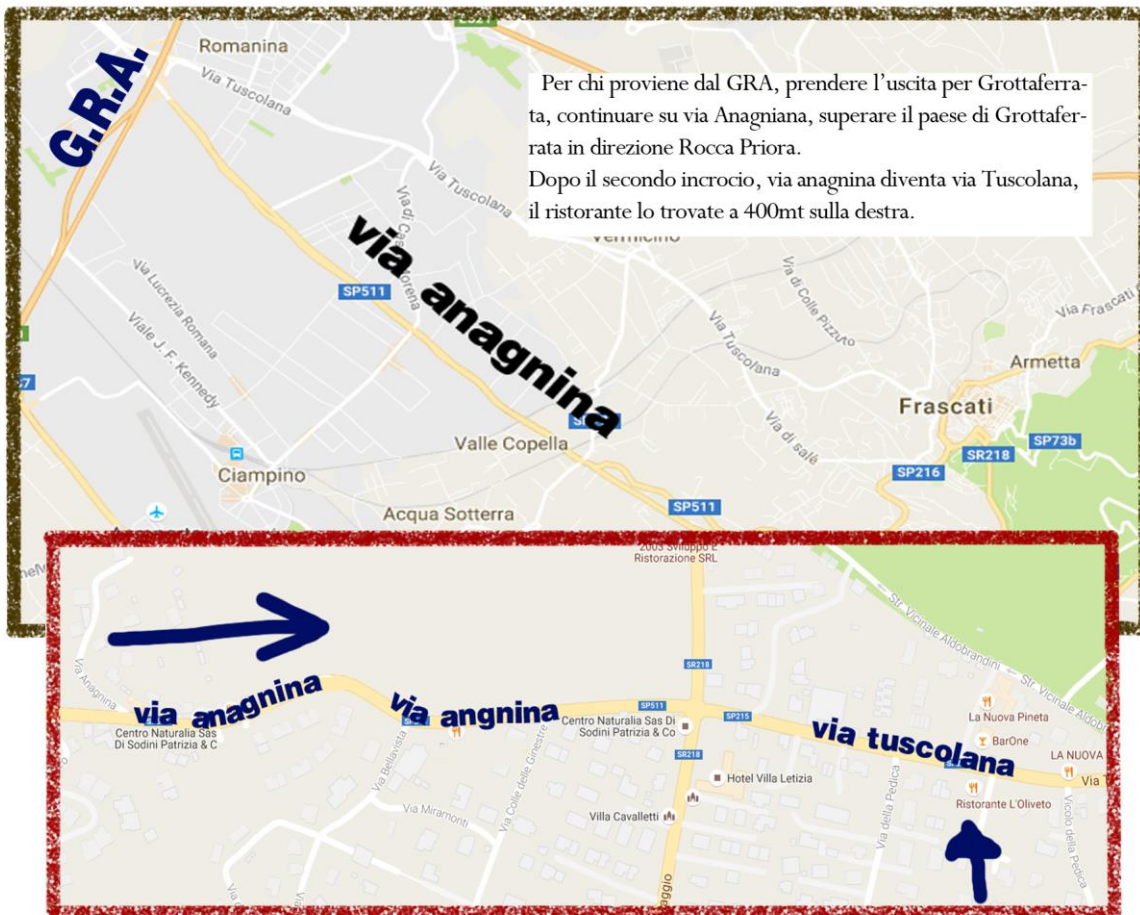 G.R.A.
Romanina
Via Tuscolana
Per chi proviene dal GRA, prendere l'uscita per Grottaferra-
ta, continuare su via Anagniana, superare il paese di Grottafer-
rata in direzione Rocca Priora.
Dopo il secondo incrocio, via anagnina diventa via Tuscolana,
il ristorante lo trovate a 400mt sulla destra.
Via Tuscolana
Vermicino
via anagnina
SP511
Via Lucrezia Romana
Viale J. F. Kennedy
Via di Colle Pizzuto
Via Frascati
Via Tuscolana
Armetta
Frascati
Via di salè
SP73b
SR218
SP216
Valle Copella
Ciampino
SP511
Acqua Sotterra
2003 Sviluppo E
Ristorazione SRL
Str. Vicinale Aldobrandini
Str. Vicinale
Via Anagnina
via anagnina
via angnina
SR218
SP511
SP215
via tuscolana
Centro Naturalia Sas
Di Sodini Patrizia & C
Centro Naturalia Sas Di
Sodini Patrizia & Co
SR218
La Nuova Pineta
BarOne
LA NUOVA
Via T
Via Bellavista
Via Colle delle Ginestre
Hotel Villa Letizia
Ristorante L'Oliveto
Via Miramonti
Villa Cavalletti
Via della Pedica
Vicolo della Pedica
aggio